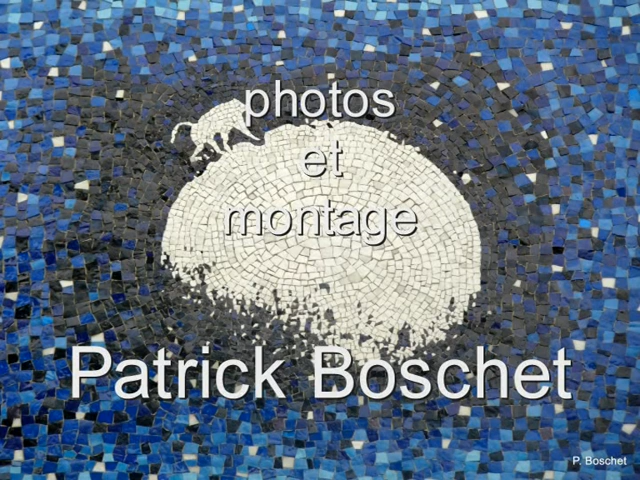 photos
et
montage
Patrick Boschet
P. Boschet